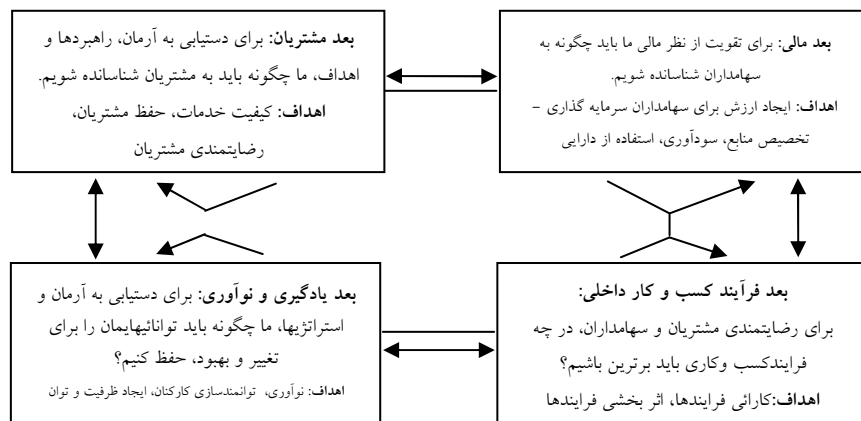 بعد مالی: برای تقویت از نظر مالی ما باید چگونه به
سهامداران شناسانده شویم.
اهداف: ایجاد ارزش برای سهامداران سرمایه گذاری –
تخصیص منابع، سودآوری، استفاده از دارایی
بعد مشتریان: برای دستیابی به آرمان، راهبردها و
اهداف، ما چگونه باید به مشتریان شناسانده شویم.
اهداف: کیفیت خدمات، حفظ مشتریان،
رضایتمندی مشتریان
بعد فرآیند کسب و کار داخلی:
برای رضایتمندی مشتریان و سهامداران، در چه
فرایندکسب وکاری باید برترین باشیم؟
اهداف:کارائی فرایندها، اثر بخشی فرایندها
بعد یادگیری و نوآوری: برای دستیابی به آرمان و
استراتژیها، ما چگونه باید توانائیهایمان را برای
تغییر و بهبود، حفظ کنیم؟
اهداف: نوآوری، توانمندسازی کارکنان، ایجاد ظرفیت و توان